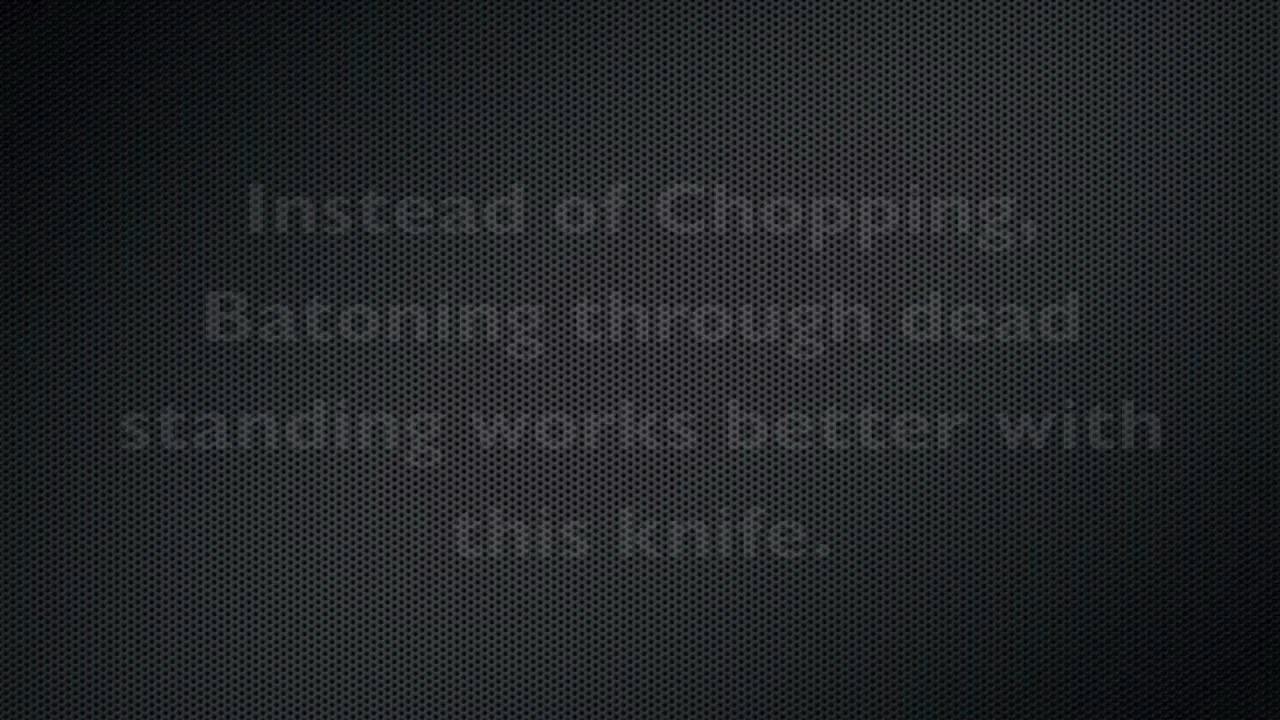 Instead of Chopping,
Batoning through dead
standing works better with
this knife.